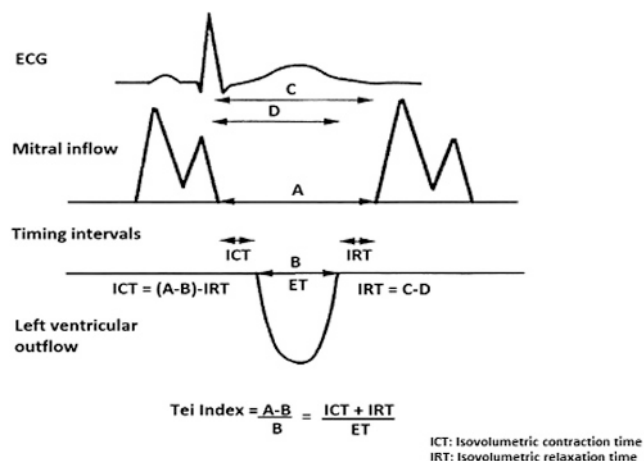 ECG
C
D
Mitral inflow
A
Timing intervals
ICT B IRT
ICT = (A-B)-IRT ET IRT = C-D
Left ventricular
outflow
Tei Index = A-B / B = ICT + IRT / ET
ICT: Isovolumetric contraction time
IRT: Isovolumetric relaxation time